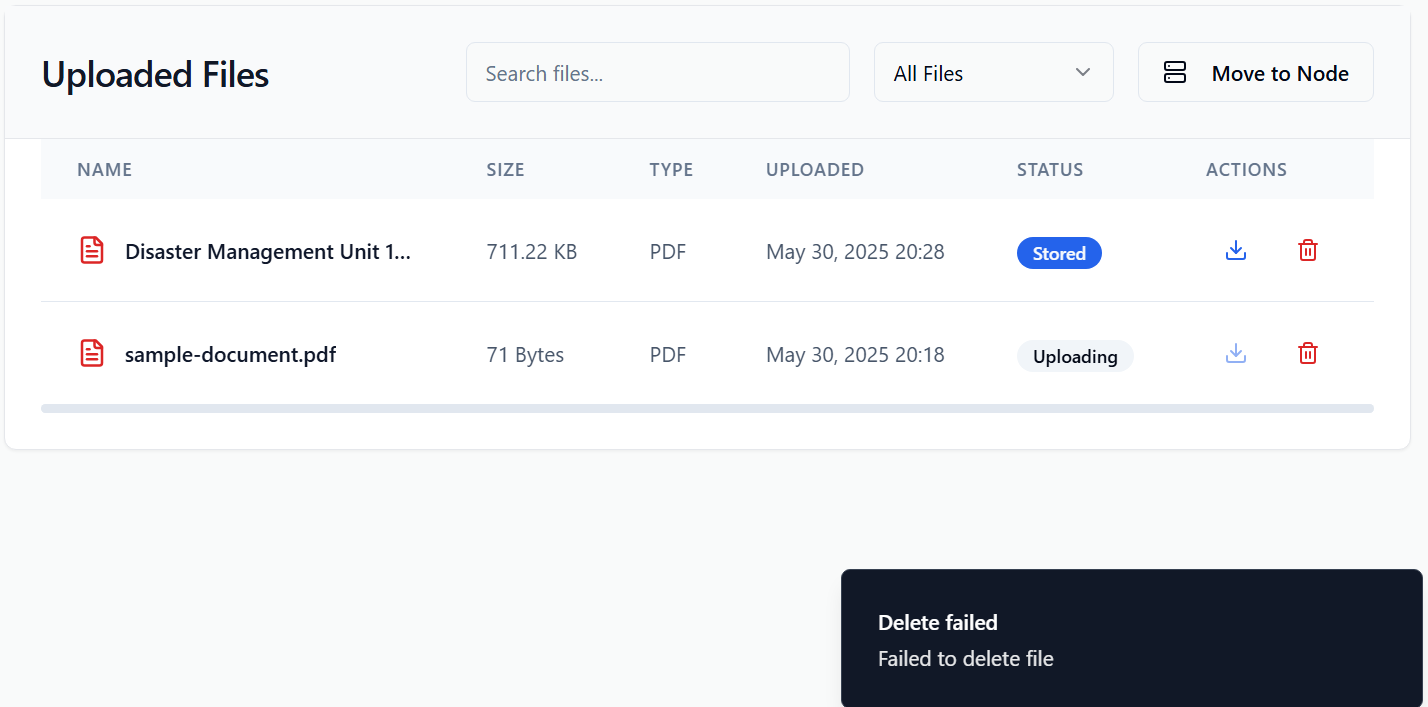 Uploaded Files
Search files...
All Files
Move to Node
NAME SIZE TYPE UPLOADED STATUS ACTIONS
Disaster Management Unit 1... 711.22 KB PDF May 30, 2025 20:28 Stored
sample-document.pdf 71 Bytes PDF May 30, 2025 20:18 Uploading
Delete failed
Failed to delete file